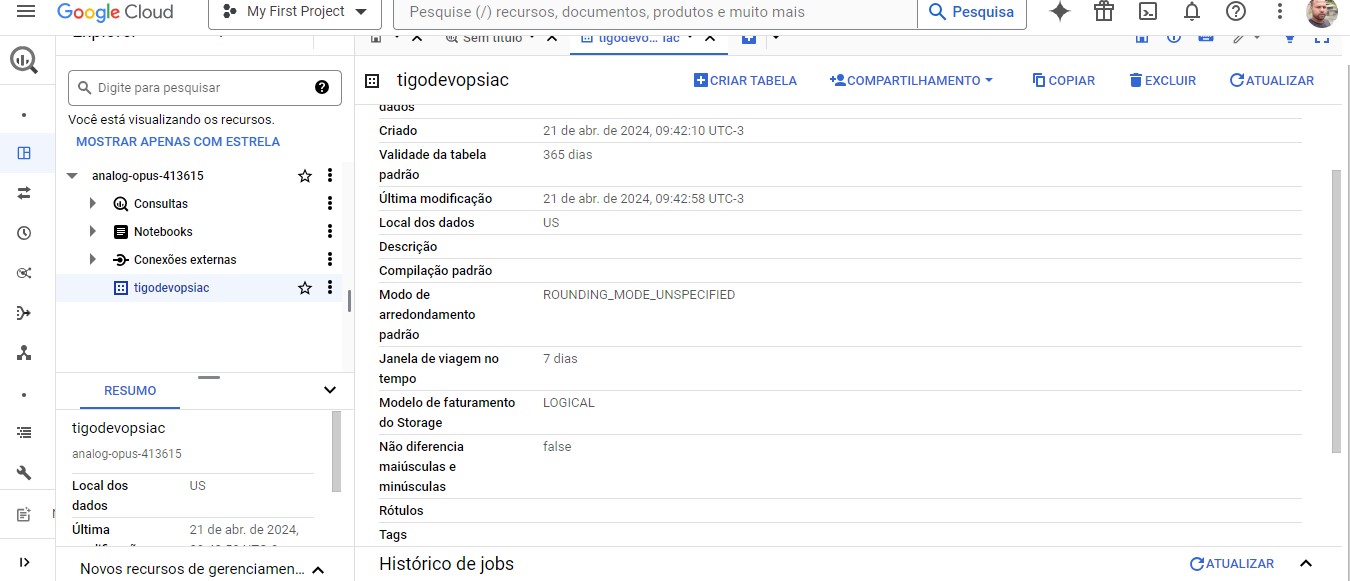 Google Cloud
My First Project
Pesquise (/) recursos, documentos, produtos e muito mais
Pesquisa
Sem título
tigodevo... iac
Digite para pesquisar
Você está visualizando os recursos.
MOSTRAR APENAS COM ESTRELA
analog-opus-413615
Consultas
Notebooks
Conexões externas
tigodevopsiac
RESUMO
tigodevopsiac
analog-opus-413615
Local dos dados US
Última 21 de abr. de 2024,
Novos recursos de gerenciamen...
tigodevopsiac
CRIAR TABELA
COMPARTILHAMENTO
COPIAR
EXCLUIR
ATUALIZAR
dados
Criado 21 de abr. de 2024, 09:42:10 UTC-3
Validade da tabela padrão 365 dias
Última modificação 21 de abr. de 2024, 09:42:58 UTC-3
Local dos dados US
Descrição
Compilação padrão
Modo de arredondamento padrão ROUNDING_MODE_UNSPECIFIED
Janela de viagem no tempo 7 dias
Modelo de faturamento do Storage LOGICAL
Não diferencia maiúsculas e minúsculas false
Rótulos
Tags
Histórico de jobs
ATUALIZAR